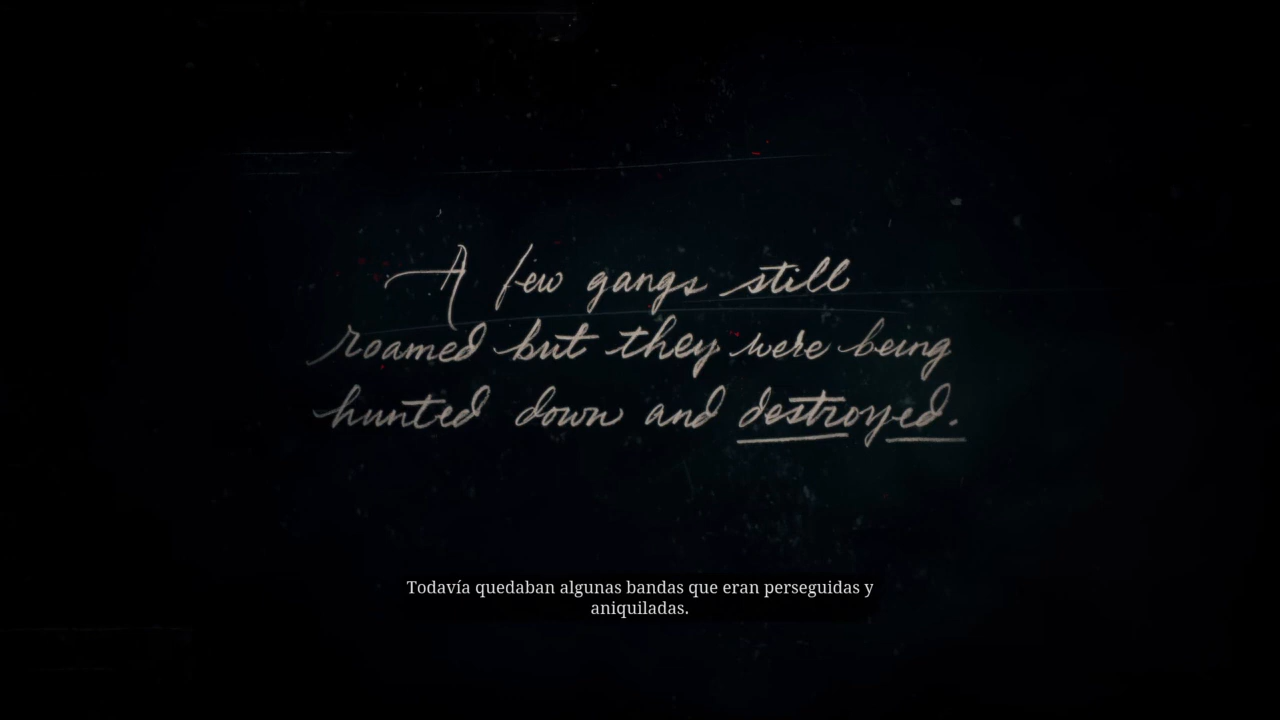 A few gangs still
roamed but they were being
hunted down and destroyed.
Todavía quedaban algunas bandas que eran perseguidas y
aniquiladas.